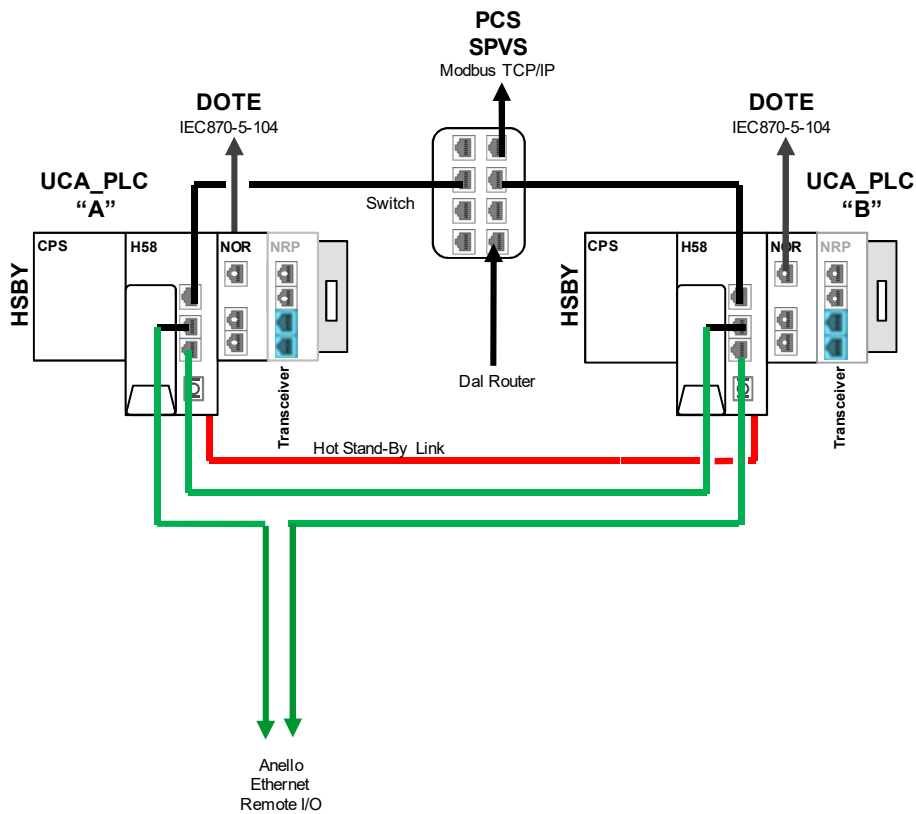 PCS
SPVS
Modbus TCP/IP
DOTE
IEC870-5-104
DOTE
IEC870-5-104
UCA_PLC
“A”
Switch
UCA_PLC
“B”
HSBY
CPS
H58
NOR
NRP
HSBY
CPS
H58
NOR
NRP
Dal Router
Transceiver
Transceiver
Hot Stand-By Link
Anello
Ethernet
Remote I/O